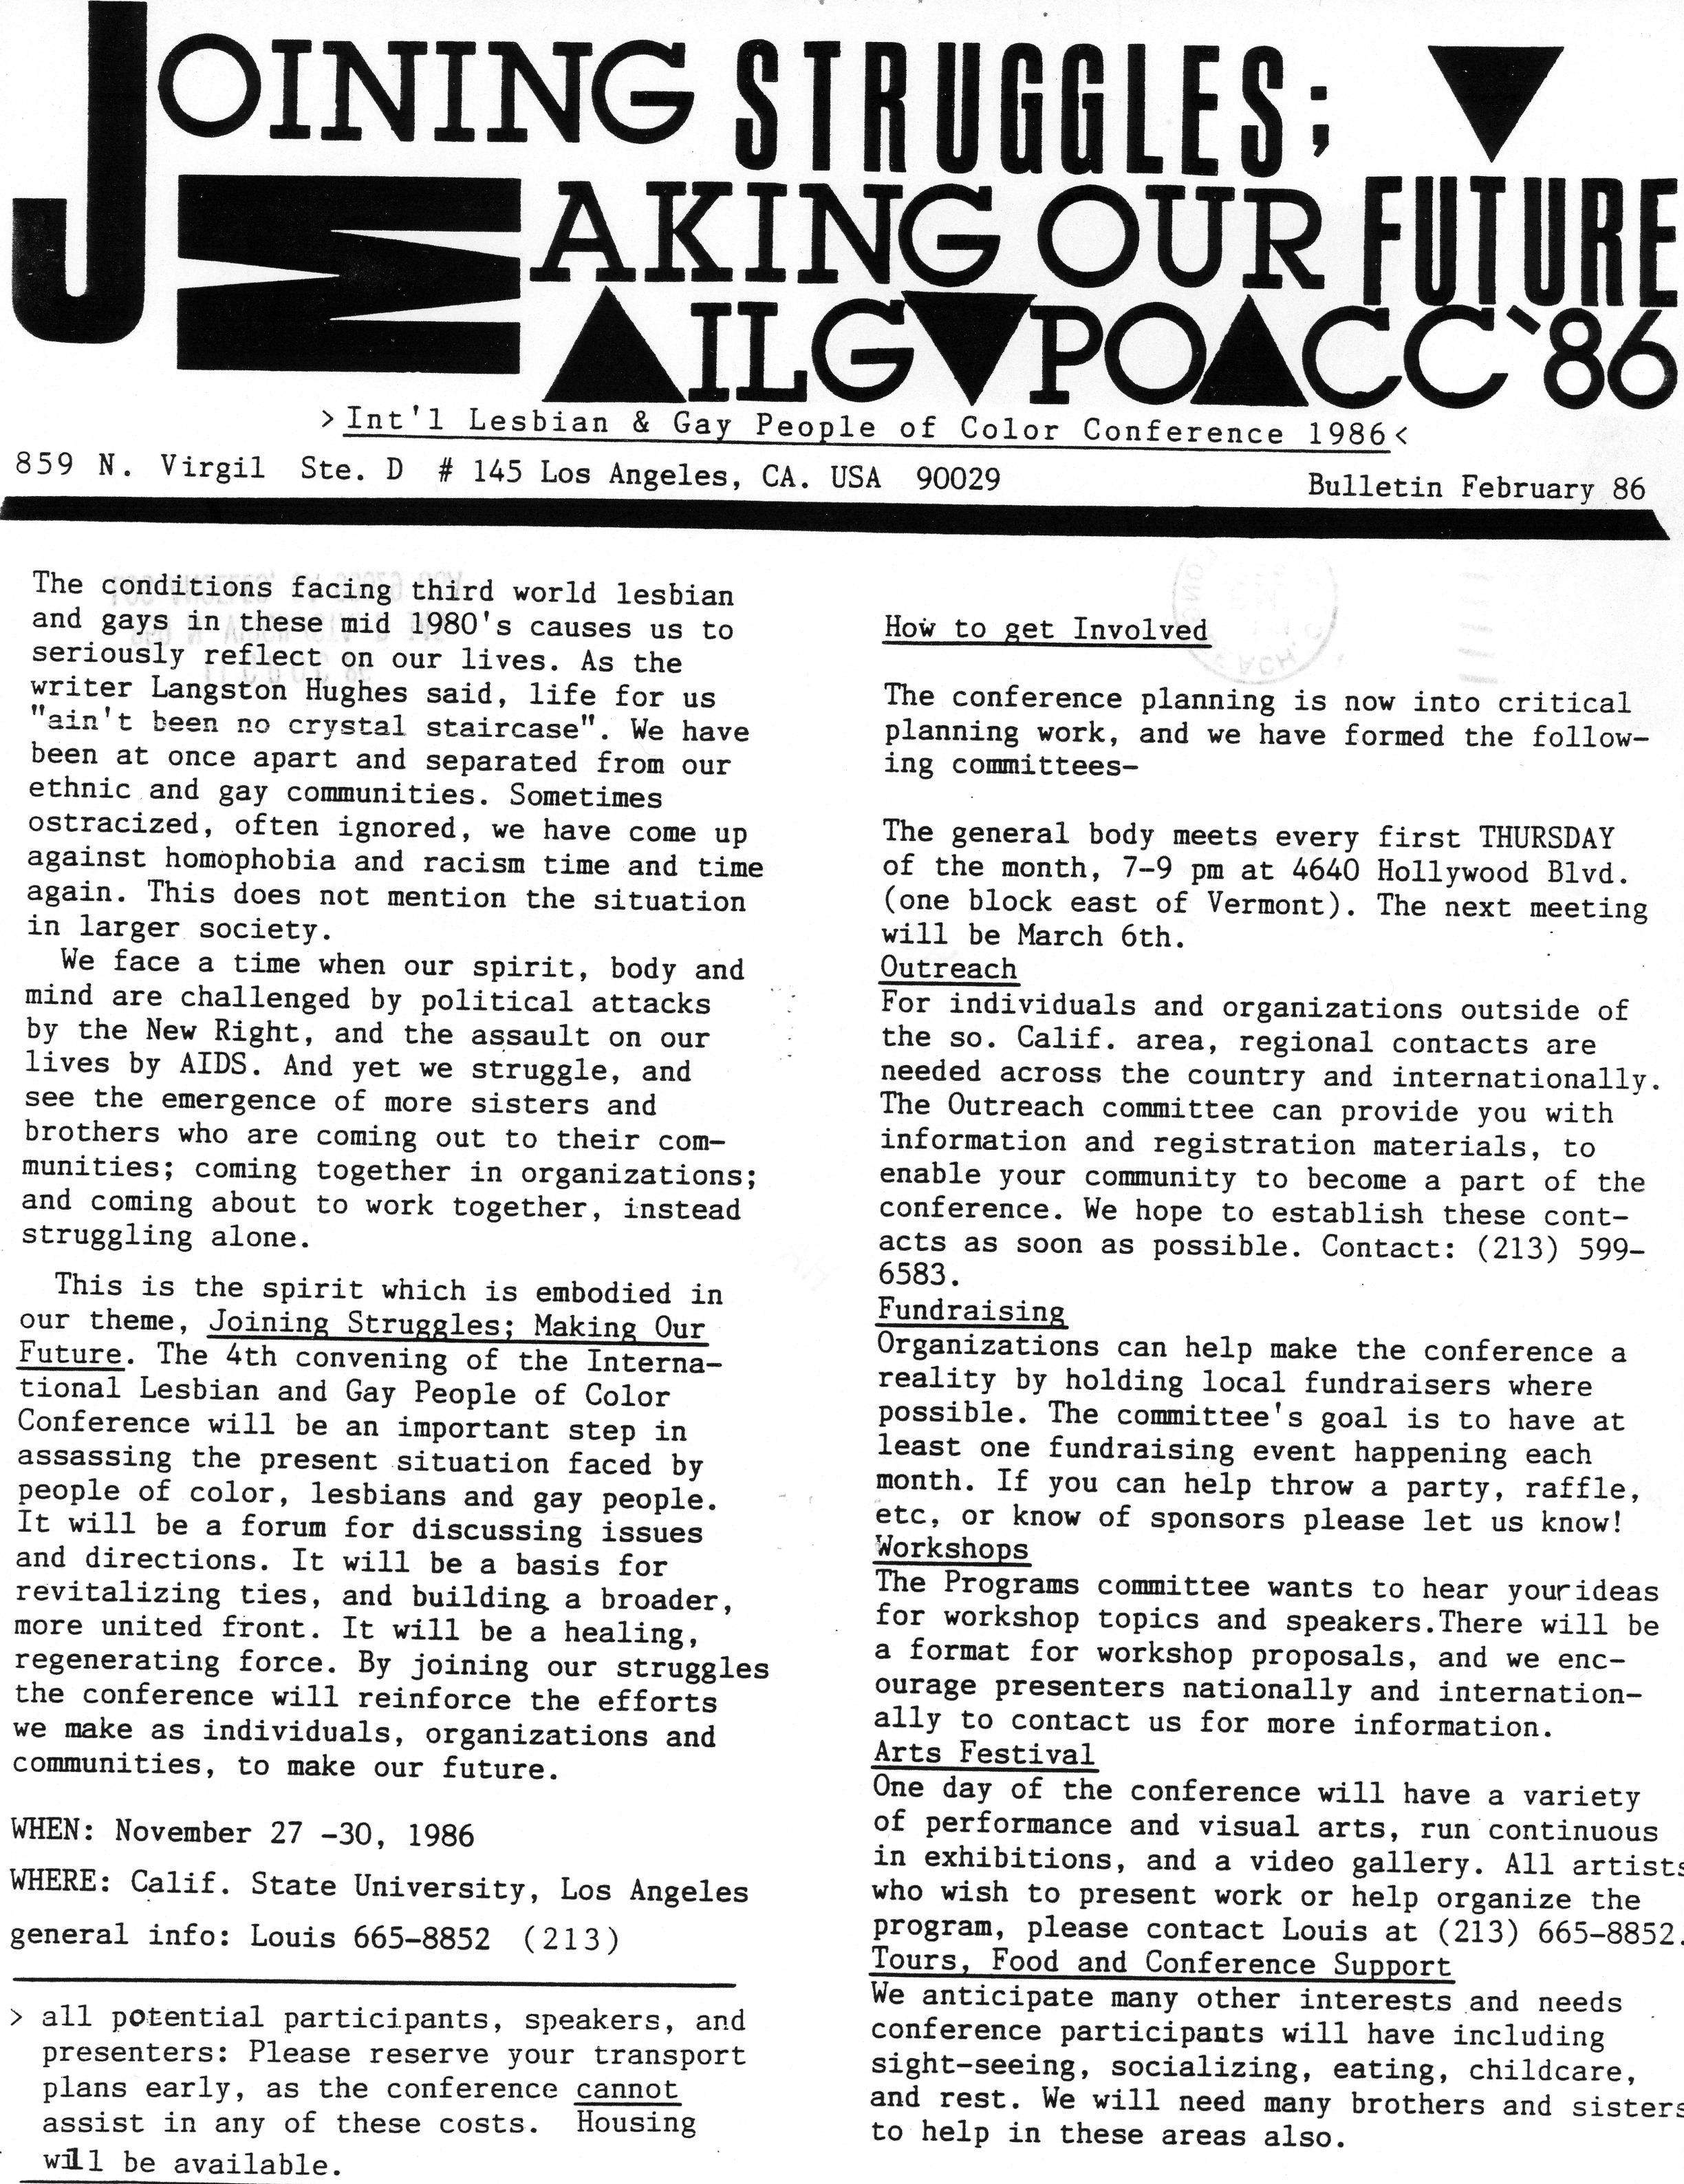 JOINING STRUGGLES;
MAKING OUR FUTURE
ILG POCC '86
>Int'l Lesbian & Gay People of Color Conference 1986<
859 N. Virgil Ste. D # 145 Los Angeles, CA. USA 90029
Bulletin February 86
The conditions facing third world lesbian
and gays in these mid 1980's causes us to
seriously reflect on our lives. As the
writer Langston Hughes said, life for us
"ain't been no crystal staircase". We have
been at once apart and separated from our
ethnic and gay communities. Sometimes
ostracized, often ignored, we have come up
against homophobia and racism time and time
again. This does not mention the situation
in larger society.
We face a time when our spirit, body and
mind are challenged by political attacks
by the New Right, and the assault on our
lives by AIDS. And yet we struggle, and
see the emergence of more sisters and
brothers who are coming out to their com-
munities; coming together in organizations;
and coming about to work together, instead
struggling alone.
This is the spirit which is embodied in
our theme, Joining Struggles; Making Our
Future. The 4th convening of the Interna-
tional Lesbian and Gay People of Color
Conference will be an important step in
assassing the present situation faced by
people of color, lesbians and gay people.
It will be a forum for discussing issues
and directions. It will be a basis for
revitalizing ties, and building a broader,
more united front. It will be a healing,
regenerating force. By joining our struggles
the conference will reinforce the efforts
we make as individuals, organizations and
communities, to make our future.
WHEN: November 27 -30, 1986
WHERE: Calif. State University, Los Angeles
general info: Louis 665-8852 (213)
> all potential participants, speakers, and
presenters: Please reserve your transport
plans early, as the conference cannot
assist in any of these costs. Housing
will be available.
How to get Involved
The conference planning is now into critical
planning work, and we have formed the follow-
ing committees-
The general body meets every first THURSDAY
of the month, 7-9 pm at 4640 Hollywood Blvd.
(one block east of Vermont). The next meeting
will be March 6th.
Outreach
For individuals and organizations outside of
the so. Calif. area, regional contacts are
needed across the country and internationally.
The Outreach committee can provide you with
information and registration materials, to
enable your community to become a part of the
conference. We hope to establish these cont-
acts as soon as possible. Contact: (213) 599-
6583.
Fundraising
Organizations can help make the conference a
reality by holding local fundraisers where
possible. The committee's goal is to have at
least one fundraising event happening each
month. If you can help throw a party, raffle,
etc, or know of sponsors please let us know!
Workshops
The Programs committee wants to hear your ideas
for workshop topics and speakers.There will be
a format for workshop proposals, and we enc-
ourage presenters nationally and internation-
ally to contact us for more information.
Arts Festival
One day of the conference will have a variety
of performance and visual arts, run continuous
in exhibitions, and a video gallery. All artists
who wish to present work or help organize the
program, please contact Louis at (213) 665-8852.
Tours, Food and Conference Support
We anticipate many other interests and needs
conference participants will have including
sight-seeing, socializing, eating, childcare,
and rest. We will need many brothers and sisters
to help in these areas also.